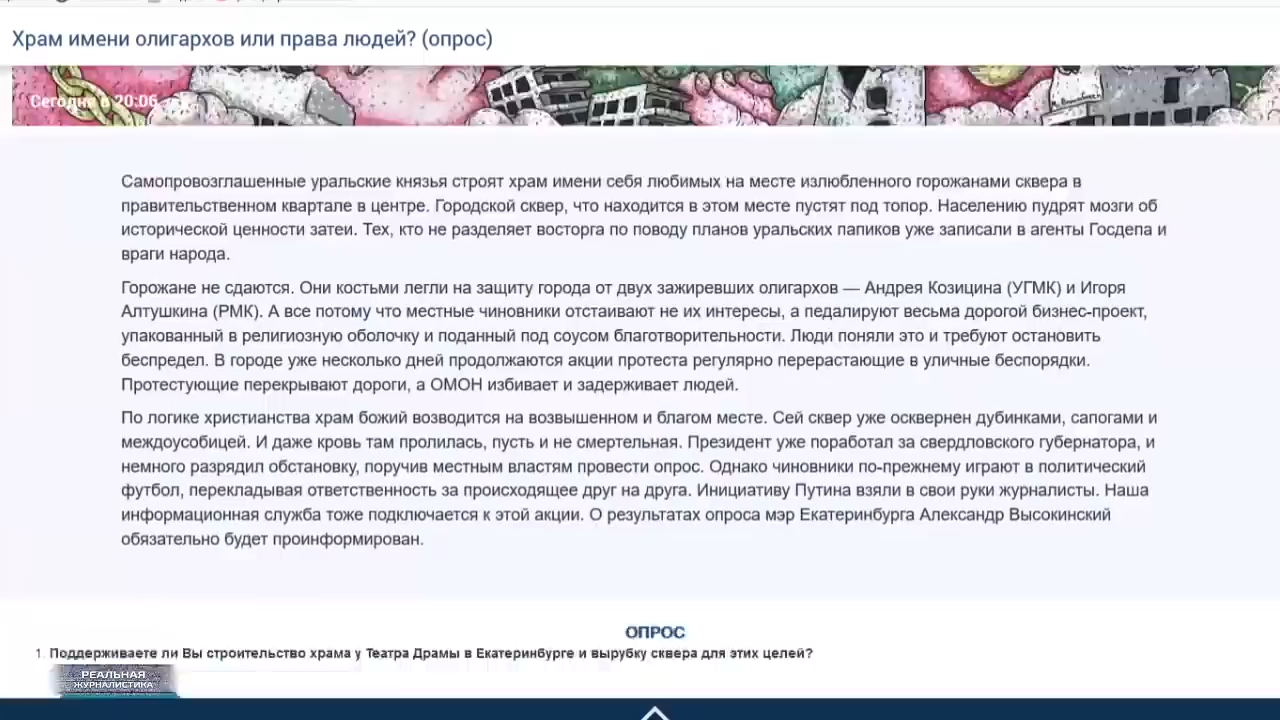 Храм имени олигархов или права людей? (опрос)
Сегодня в 20:06
Самопровозглашенные уральские князья строят храм имени себя любимых на месте излюбленного горожанами сквера в
правительственном квартале в центре. Городской сквер, что находится в этом месте пустят под топор. Населению пудрят мозги об
исторической ценности затеи. Тех, кто не разделяет восторга по поводу планов уральских папиков уже записали в агенты Госдепа и
враги народа.
Горожане не сдаются. Они костьми легли на защиту города от двух зажиревших олигархов — Андрея Козицина (УГМК) и Игоря
Алтушкина (РМК). А все потому что местные чиновники отстаивают не их интересы, а педалируют весьма дорогой бизнес-проект,
упакованный в религиозную оболочку и поданный под соусом благотворительности. Люди поняли это и требуют остановить
беспредел. В городе уже несколько дней продолжаются акции протеста регулярно перерастающие в уличные беспорядки.
Протестующие перекрывают дороги, а ОМОН избивает и задерживает людей.
По логике христианства храм божий возводится на возвышенном и благом месте. Сей сквер уже осквернен дубинками, сапогами и
междоусобицей. И даже кровь там пролилась, пусть и не смертельная. Президент уже поработал за свердловского губернатора, и
немного разрядил обстановку, поручив местным властям провести опрос. Однако чиновники по-прежнему играют в политический
футбол, перекладывая ответственность за происходящее друг на друга. Инициативу Путина взяли в свои руки журналисты. Наша
информационная служба тоже подключается к этой акции. О результатах опроса мэр Екатеринбурга Александр Высокинский
обязательно будет проинформирован.
ОПРОС
1. Поддерживаете ли Вы строительство храма у Театра Драмы в Екатеринбурге и вырубку сквера для этих целей?
РЕАЛЬНАЯ
ЖУРНАЛИСТИКА